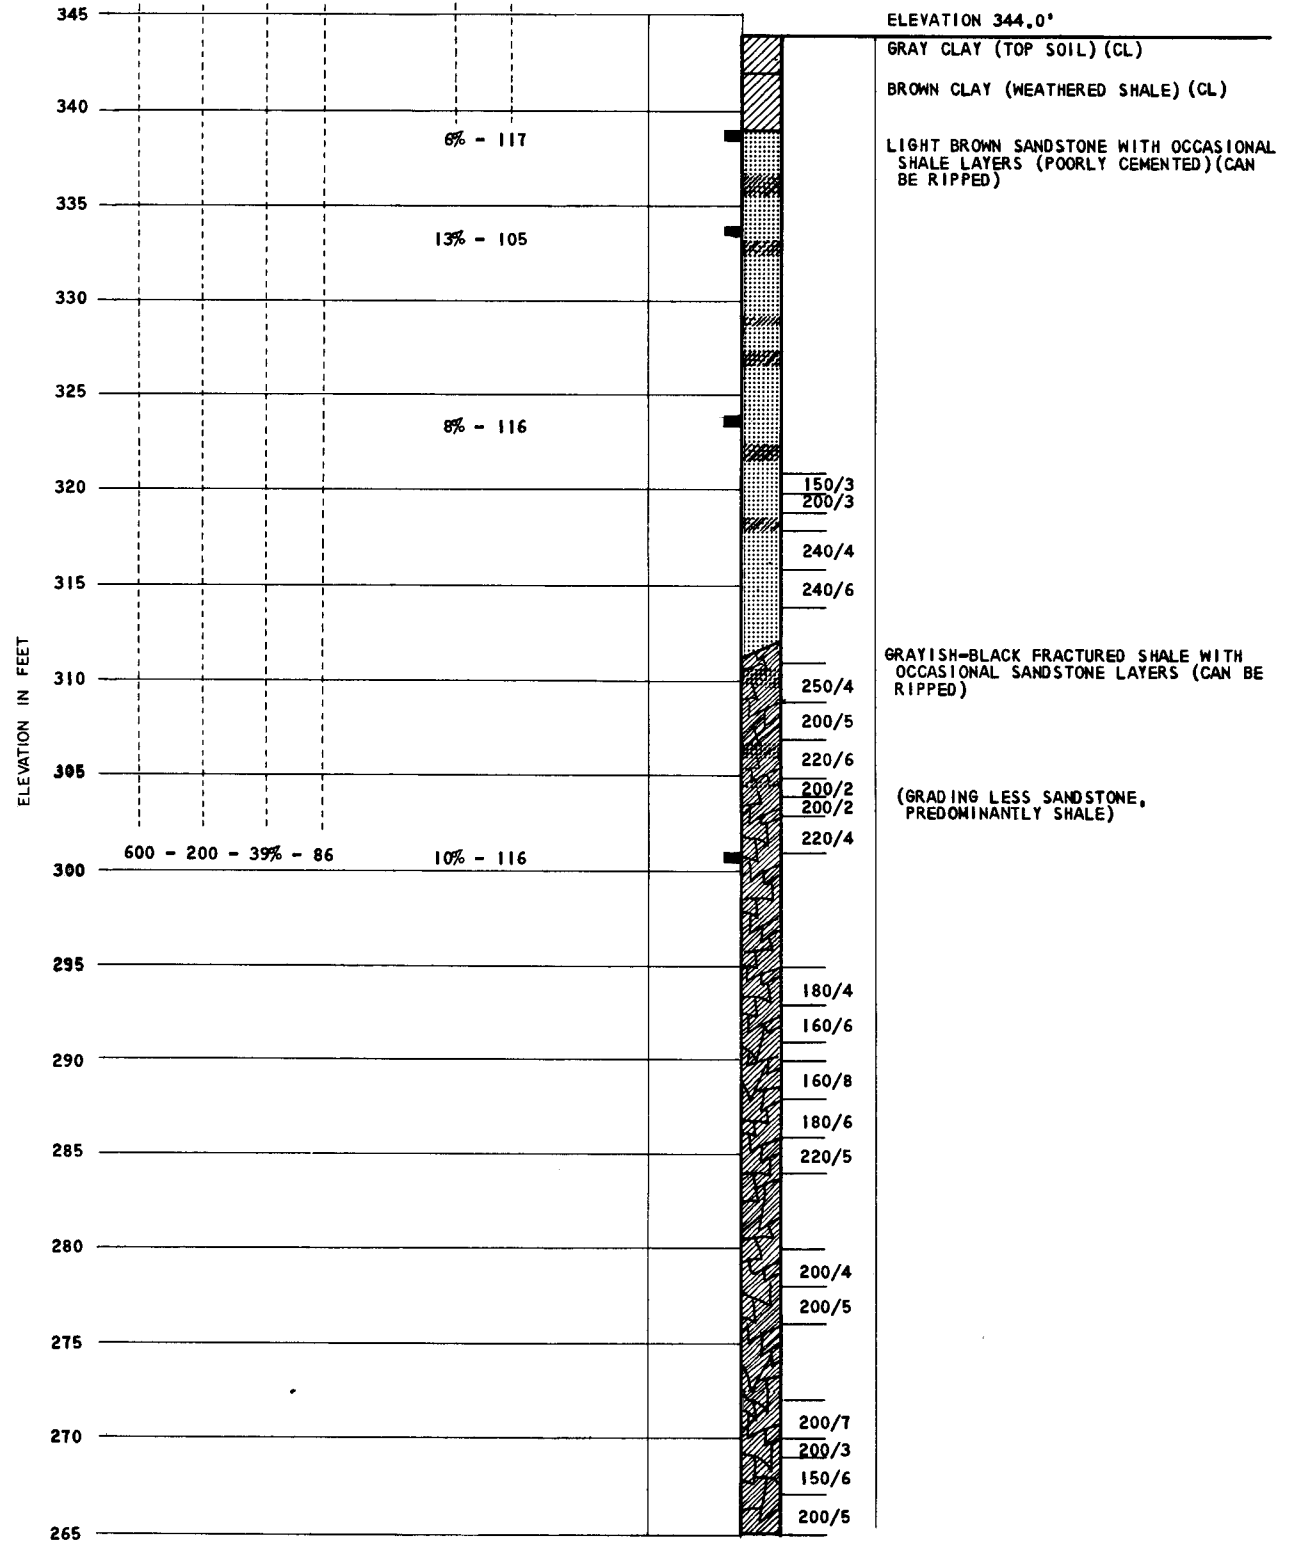 345
ELEVATION 344.0'
GRAY CLAY (TOP SOIL) (CL)
BROWN CLAY (WEATHERED SHALE) (CL)
340
6% - 117
LIGHT BROWN SANDSTONE WITH OCCASIONAL
SHALE LAYERS (POORLY CEMENTED)(CAN
BE RIPPED)
335
13% - 105
330
325
8% - 116
320
150/3
200/3
240/4
315
240/6
ELEVATION IN FEET
GRAYISH-BLACK FRACTURED SHALE WITH
OCCASIONAL SANDSTONE LAYERS (CAN BE
RIPPED)
310
250/4
200/5
220/6
305
200/2
(GRADING LESS SANDSTONE,
200/2
PREDOMINANTLY SHALE)
220/4
600 - 200 - 39% - 86
10% - 116
300
295
180/4
160/6
290
160/8
180/6
285
220/5
280
200/4
200/5
275
200/7
270
200/3
150/6
200/5
265